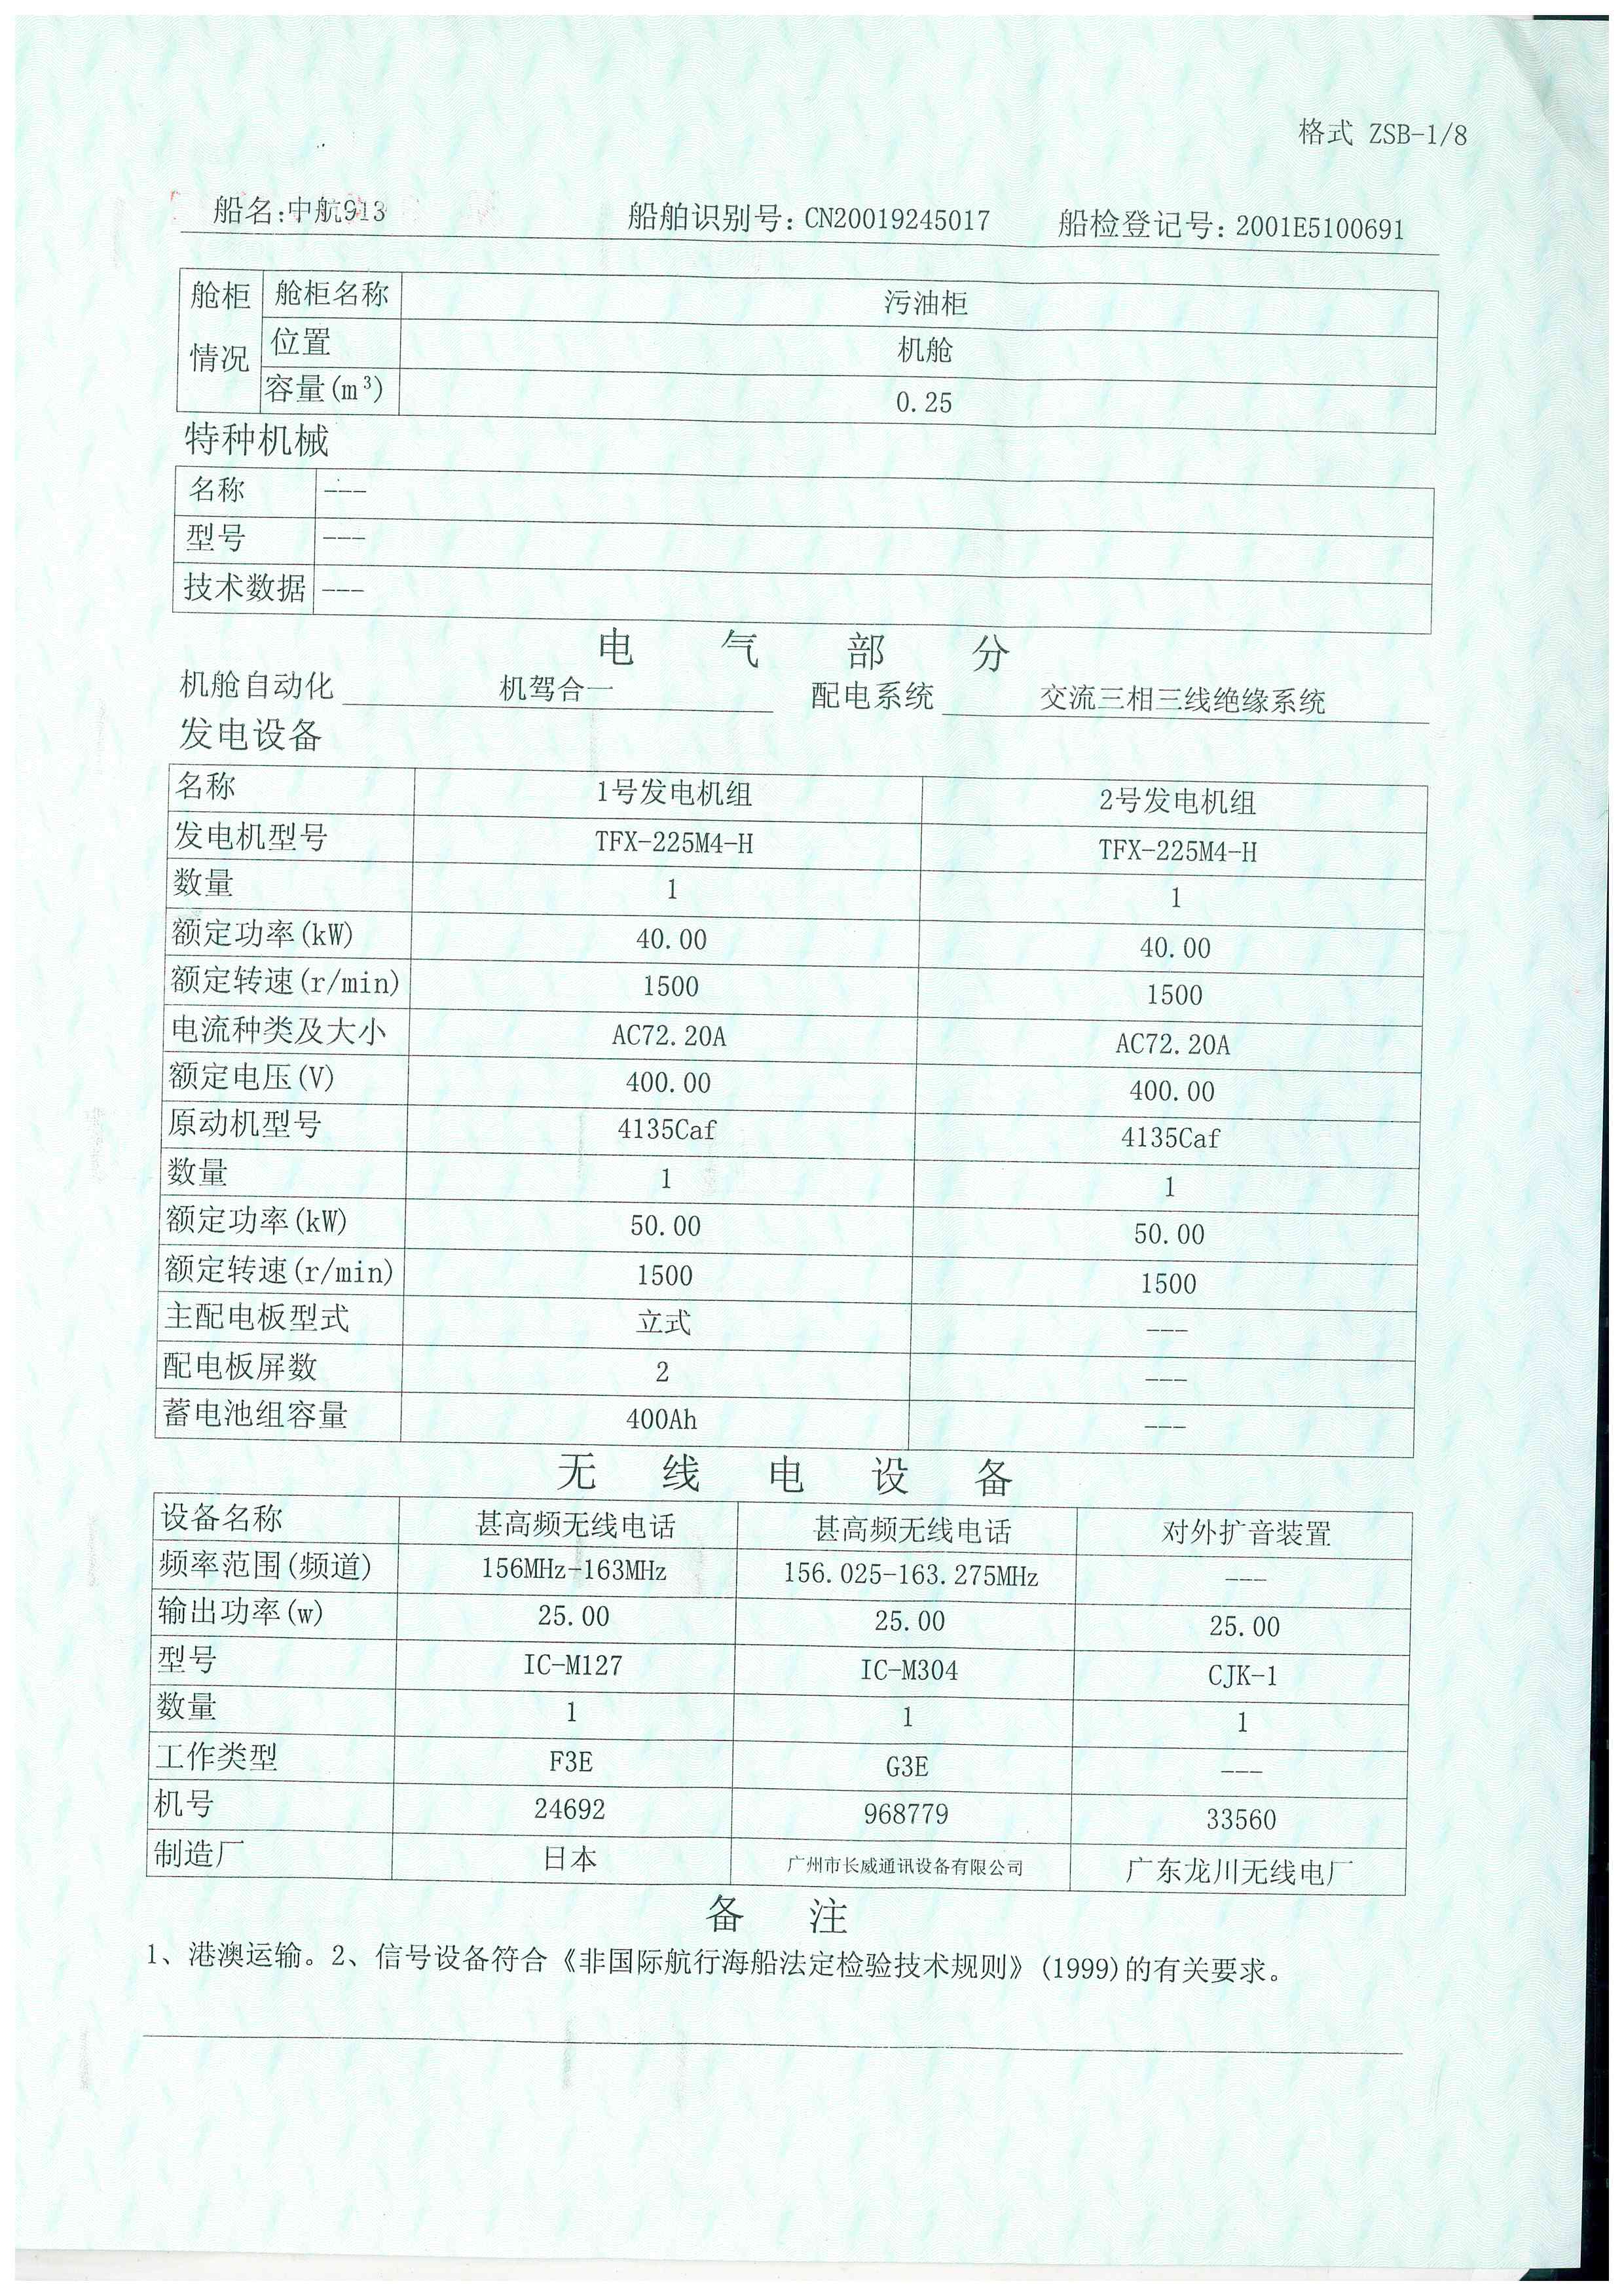 格式 ZSB-1/8
船名:中航913 船舶识别号: CN20019245017 船检登记号: 2001E5100691
舱柜情况 舱柜名称 污油柜
位置 机舱
容量(m³) 0.25
特种机械
名称 ---
型号 ---
技术数据 ---
电 气 部 分
机舱自动化 机驾合一 配电系统 交流三相三线绝缘系统
发电设备
名称 1号发电机组 2号发电机组
发电机型号 TFX-225M4-H TFX-225M4-H
数量 1 1
额定功率(kW) 40.00 40.00
额定转速(r/min) 1500 1500
电流种类及大小 AC72.20A AC72.20A
额定电压(V) 400.00 400.00
原动机型号 4135Caf 4135Caf
数量 1 1
额定功率(kW) 50.00 50.00
额定转速(r/min) 1500 1500
主配电板型式 立式 ---
配电板屏数 2 ---
蓄电池组容量 400Ah ---
无 线 电 设 备
设备名称 甚高频无线电话 甚高频无线电话 对外扩音装置
频率范围(频道) 156MHz-163MHz 156.025-163.275MHz ---
输出功率(w) 25.00 25.00 25.00
型号 IC-M127 IC-M304 CJK-1
数量 1 1 1
工作类型 F3E G3E ---
机号 24692 968779 33560
制造厂 日本 广州市长威通讯设备有限公司 广东龙川无线电厂
备 注
1、港澳运输。2、信号设备符合《非国际航行海船法定检验技术规则》(1999)的有关要求。